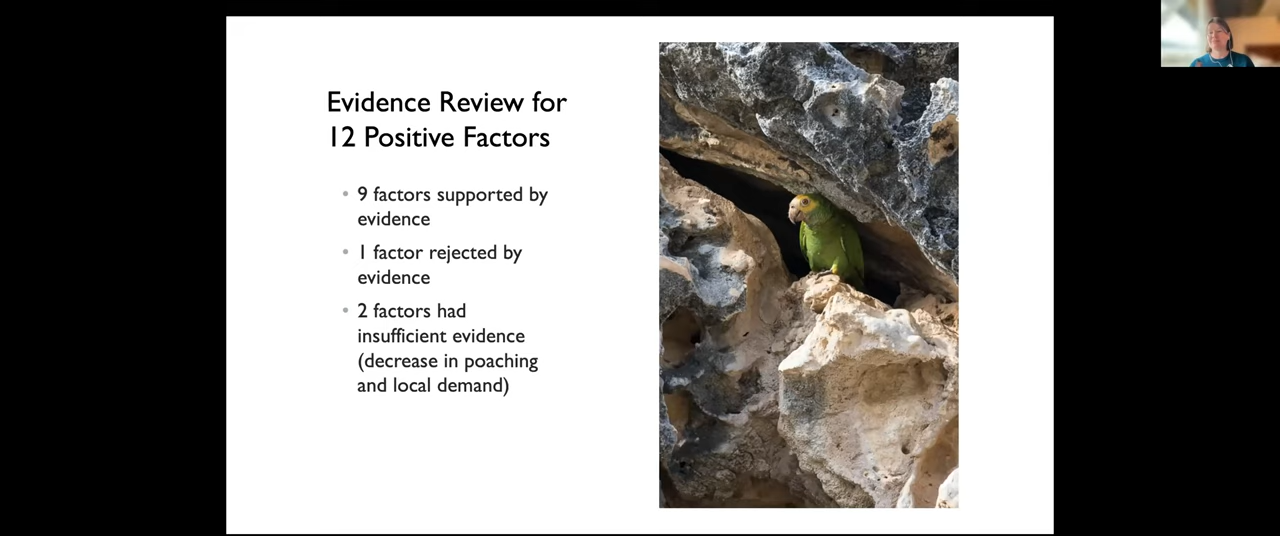 Evidence Review for
12 Positive Factors
• 9 factors supported by
evidence
• 1 factor rejected by
evidence
• 2 factors had
insufficient evidence
(decrease in poaching
and local demand)